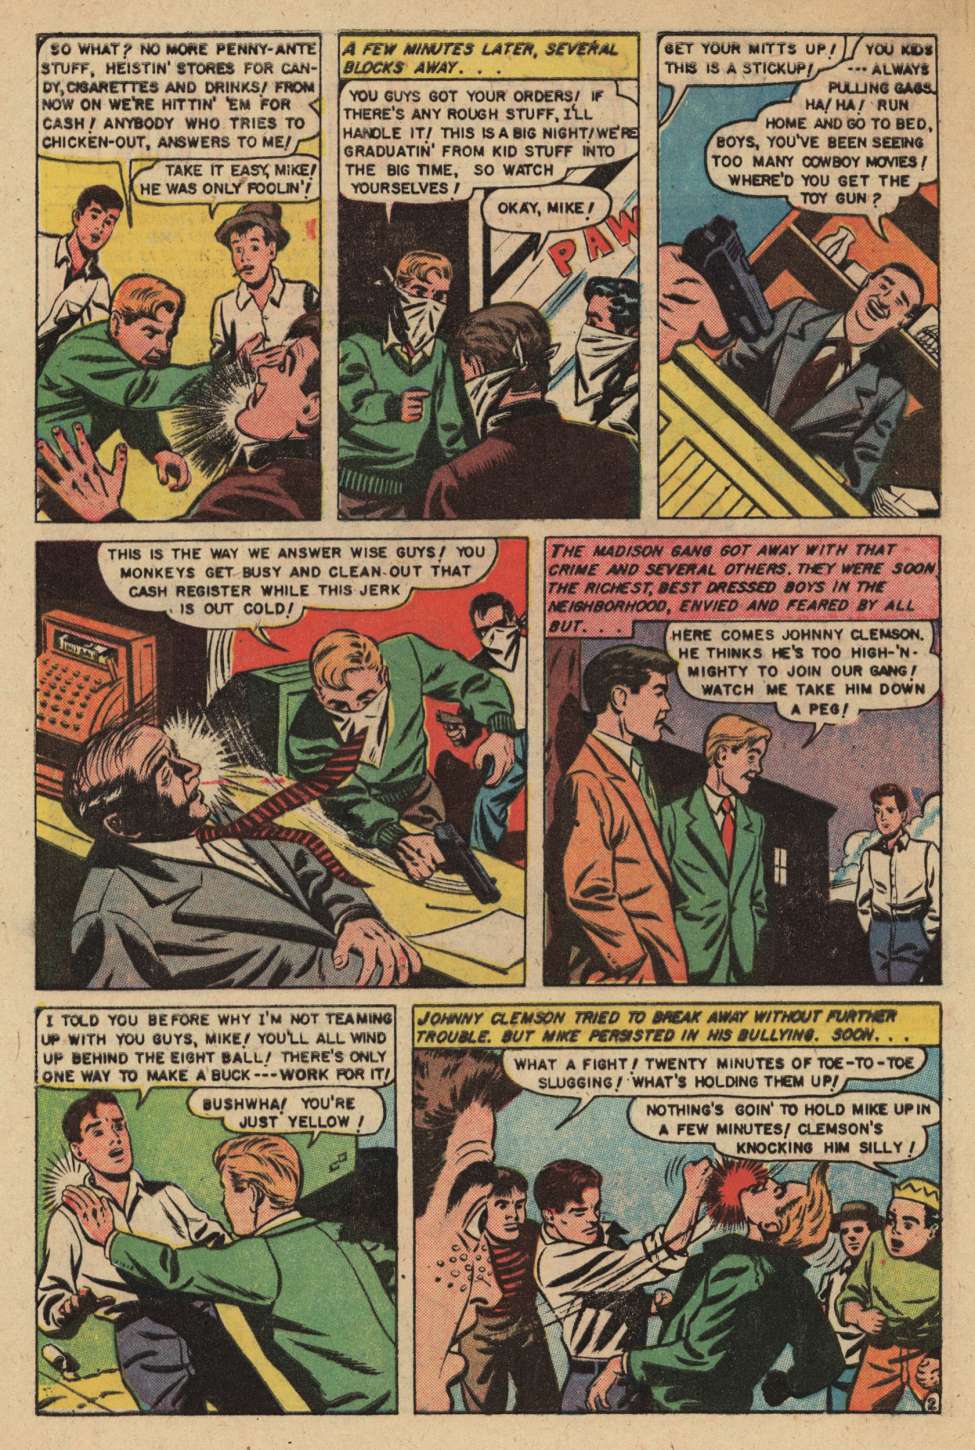 SO WHAT? NO MORE PENNY-ANTE
STUFF, HEISTIN' STORES FOR CAN-
DY, CIGARETTES AND DRINKS! FROM
NOW ON WE'RE HITTIN' 'EM FOR
CASH! ANYBODY WHO TRIES TO
CHICKEN-OUT, ANSWERS TO ME!
TAKE IT EASY, MIKE!
HE WAS ONLY FOOLIN'!
A FEW MINUTES LATER, SEVERAL
BLOCKS AWAY. . .
YOU GUYS GOT YOUR ORDERS! IF
THERE'S ANY ROUGH STUFF, I'LL
HANDLE IT! THIS IS A BIG NIGHT! WE'RE
GRADUATIN' FROM KID STUFF INTO
THE BIG TIME, SO WATCH
YOURSELVES!
OKAY, MIKE!
PAW
GET YOUR MITTS UP!
THIS IS A STICKUP!
YOU KIDS
--- ALWAYS
PULLING GAGS.
HA! HA! RUN
HOME AND GO TO BED,
BOYS, YOU'VE BEEN SEEING
TOO MANY COWBOY MOVIES!
WHERE'D YOU GET THE
TOY GUN?
THIS IS THE WAY WE ANSWER WISE GUYS! YOU
MONKEYS GET BUSY AND CLEAN-OUT THAT
CASH REGISTER WHILE THIS JERK
IS OUT COLD!
THE MADISON GANG GOT AWAY WITH THAT
CRIME AND SEVERAL OTHERS. THEY WERE SOON
THE RICHEST, BEST DRESSED BOYS IN THE
NEIGHBORHOOD, ENVIED AND FEARED BY ALL
BUT. . .
HERE COMES JOHNNY CLEMSON.
HE THINKS HE'S TOO HIGH-'N-
MIGHTY TO JOIN OUR GANG!
WATCH ME TAKE HIM DOWN
A PEG!
I TOLD YOU BEFORE WHY I'M NOT TEAMING
UP WITH YOU GUYS, MIKE! YOU'LL ALL WIND
UP BEHIND THE EIGHT BALL! THERE'S ONLY
ONE WAY TO MAKE A BUCK --- WORK FOR IT!
BUSHWHA! YOU'RE
JUST YELLOW!
JOHNNY CLEMSON TRIED TO BREAK AWAY WITHOUT FURTHER
TROUBLE. BUT MIKE PERSISTED IN HIS BULLYING. SOON. . .
WHAT A FIGHT! TWENTY MINUTES OF TOE-TO-TOE
SLUGGING! WHAT'S HOLDING THEM UP!
NOTHING'S GOIN' TO HOLD MIKE UP IN
A FEW MINUTES! CLEMSON'S
KNOCKING HIM SILLY!
2